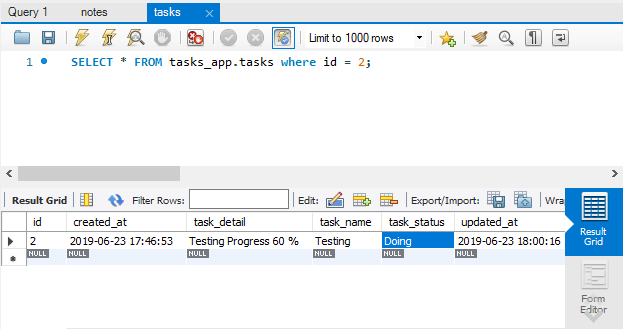 Query 1 notes tasks
Limit to 1000 rows
1 SELECT * FROM tasks_app.tasks where id = 2;
Result Grid Filter Rows: Edit: Export/Import: Wrap
id created_at task_detail task_name task_status updated_at
2 2019-06-23 17:46:53 Testing Progress 60 % Testing Doing 2019-06-23 18:00:16
NULL NULL NULL NULL NULL NULL
Result
Grid
Form
Editor